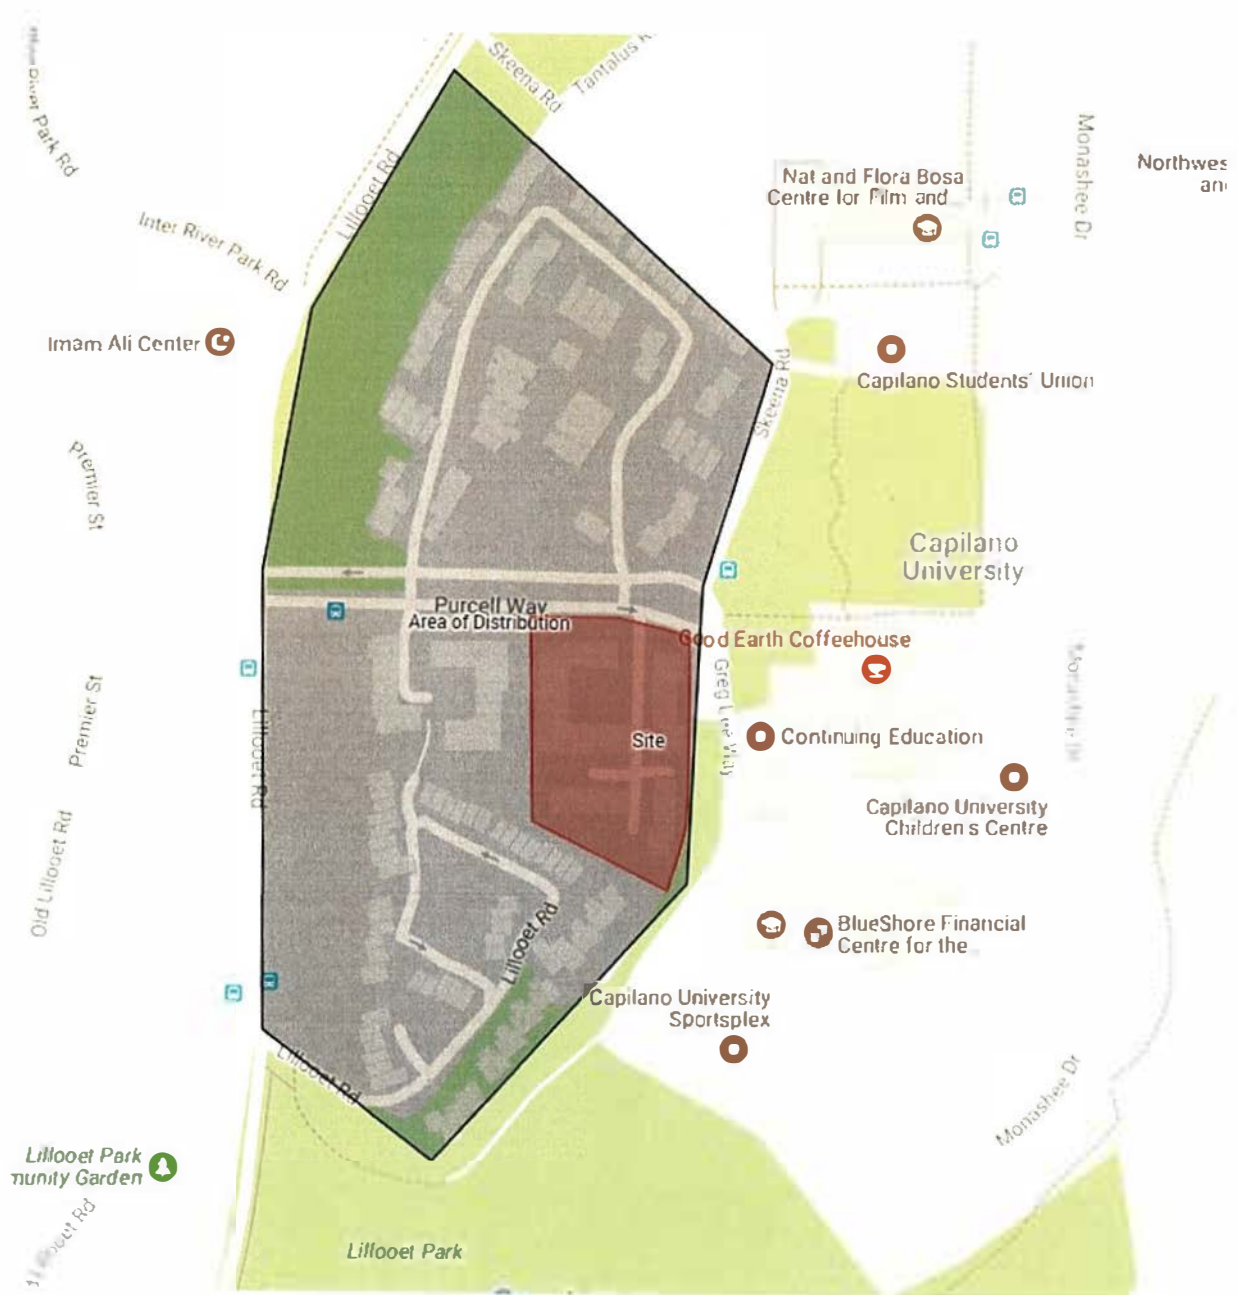 Skeena Rd
Tantalus R
River Park Rd
Lillooet Rd
Inter River Park Rd
Monashee Dr
Northwes
an
Nat and Flora Bosa
Centre for Film and
Imam Ali Center
Skeena Rd
Capilano Students' Union
Premier St
Capilano
University
Purcell Way
Area of Distribution
Good Earth Coffeehouse
Premier St
Lillooet Rd
Site
Greg Lee Way
Continuing Education
Capilano University
Children's Centre
Old Lillooet Rd
Lillooet Rd
BlueShore Financial
Centre for the
Capilano University
Sportsplex
Lillooet Rd
Monashee Dr
Lillooet Park
munity Garden
Lillooet Park